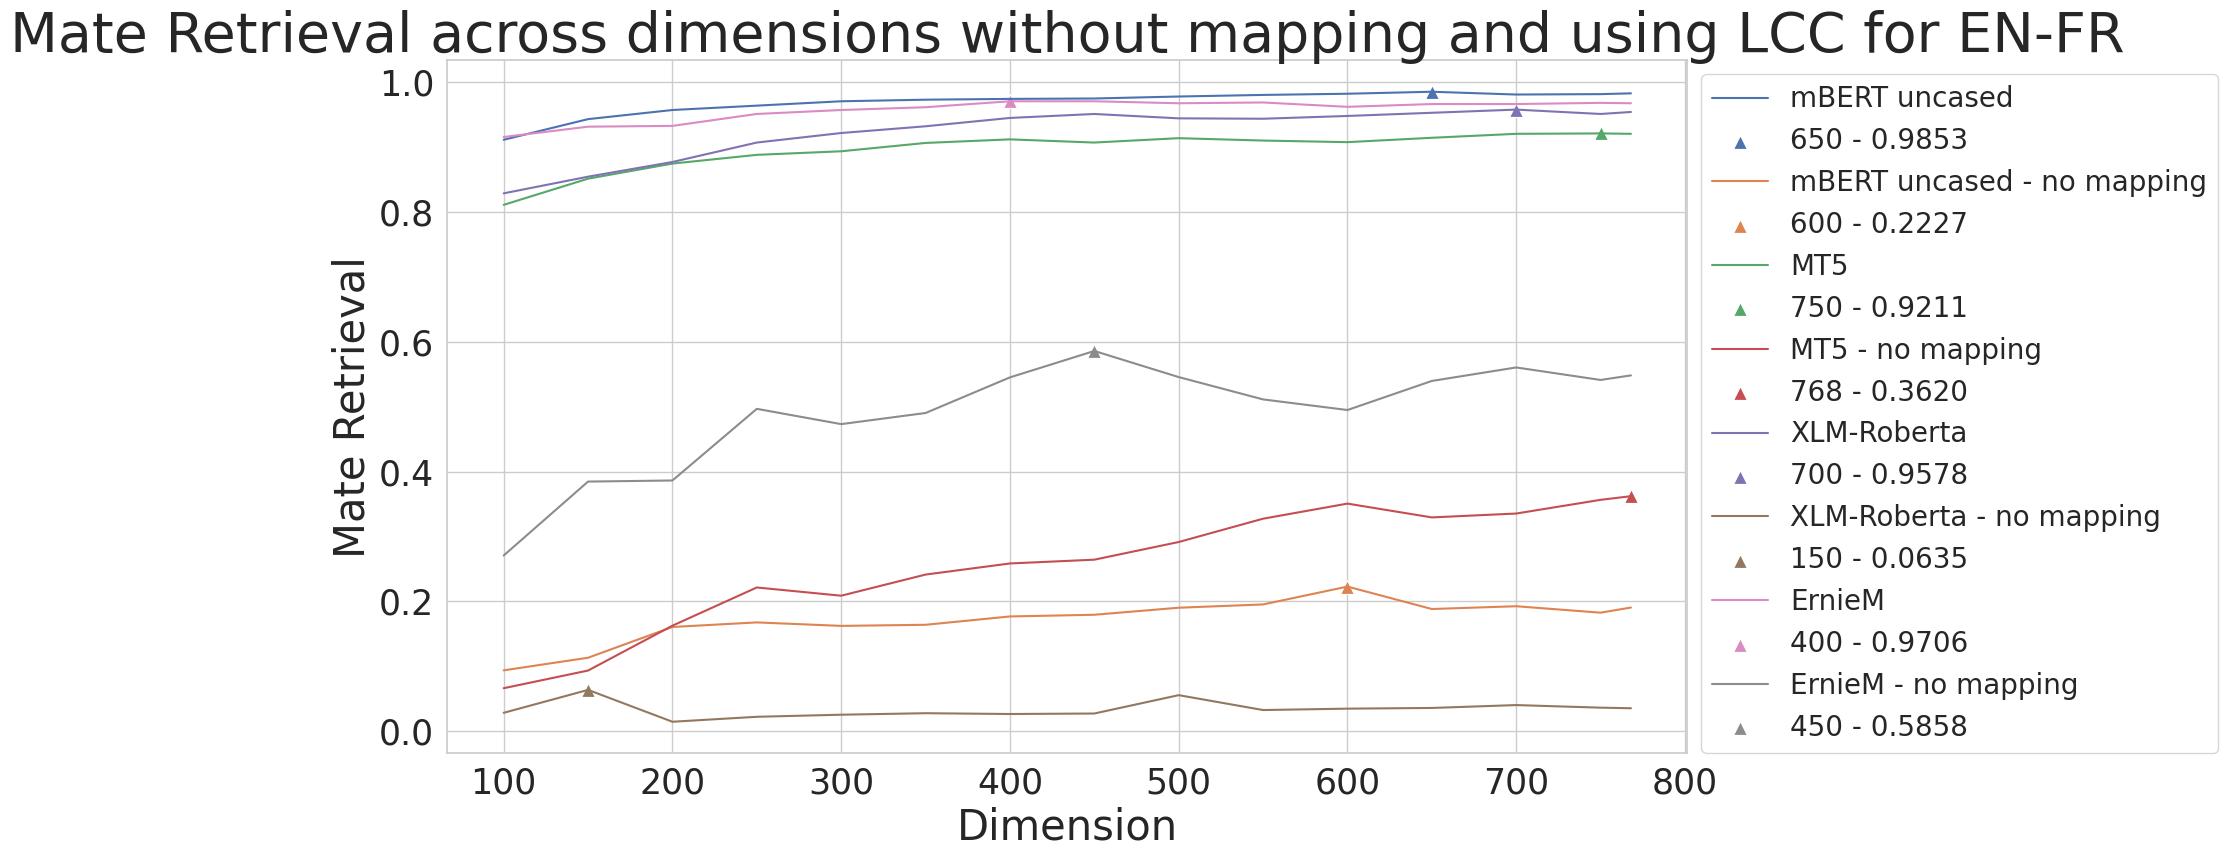 Mate Retrieval across dimensions without mapping and using LCC for EN-FR
Mate Retrieval
1.0
0.8
0.6
0.4
0.2
0.0
100 200 300 400 500 600 700 800
Dimension
mBERT uncased
650 - 0.9853
mBERT uncased - no mapping
600 - 0.2227
MT5
750 - 0.9211
MT5 - no mapping
768 - 0.3620
XLM-Roberta
700 - 0.9578
XLM-Roberta - no mapping
150 - 0.0635
ErnieM
400 - 0.9706
ErnieM - no mapping
450 - 0.5858